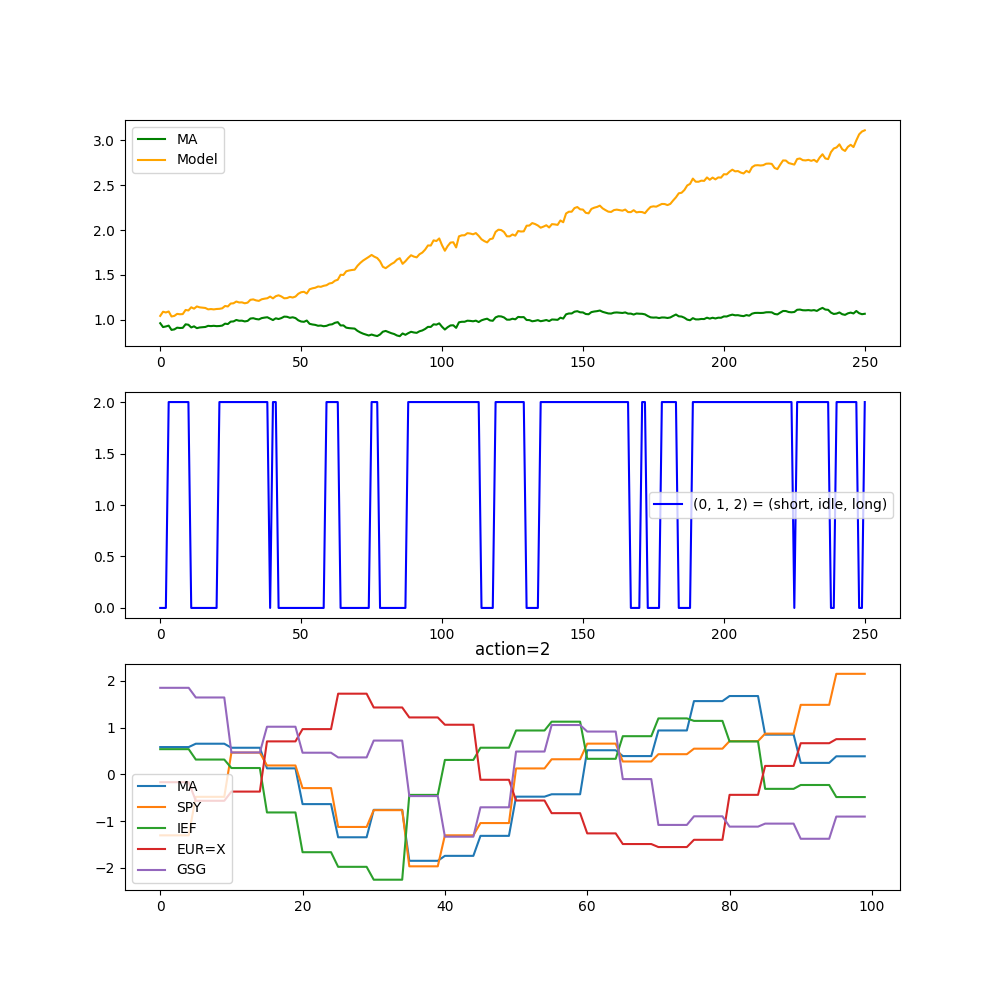 3.0
2.5
2.0
1.5
1.0
MA
Model
0 50 100 150 200 250
2.0
1.5
1.0
0.5
0.0
(0, 1, 2) = (short, idle, long)
0 50 100 150 200 250
action=2
2
1
0
−1
−2
MA
SPY
IEF
EUR=X
GSG
0 20 40 60 80 100